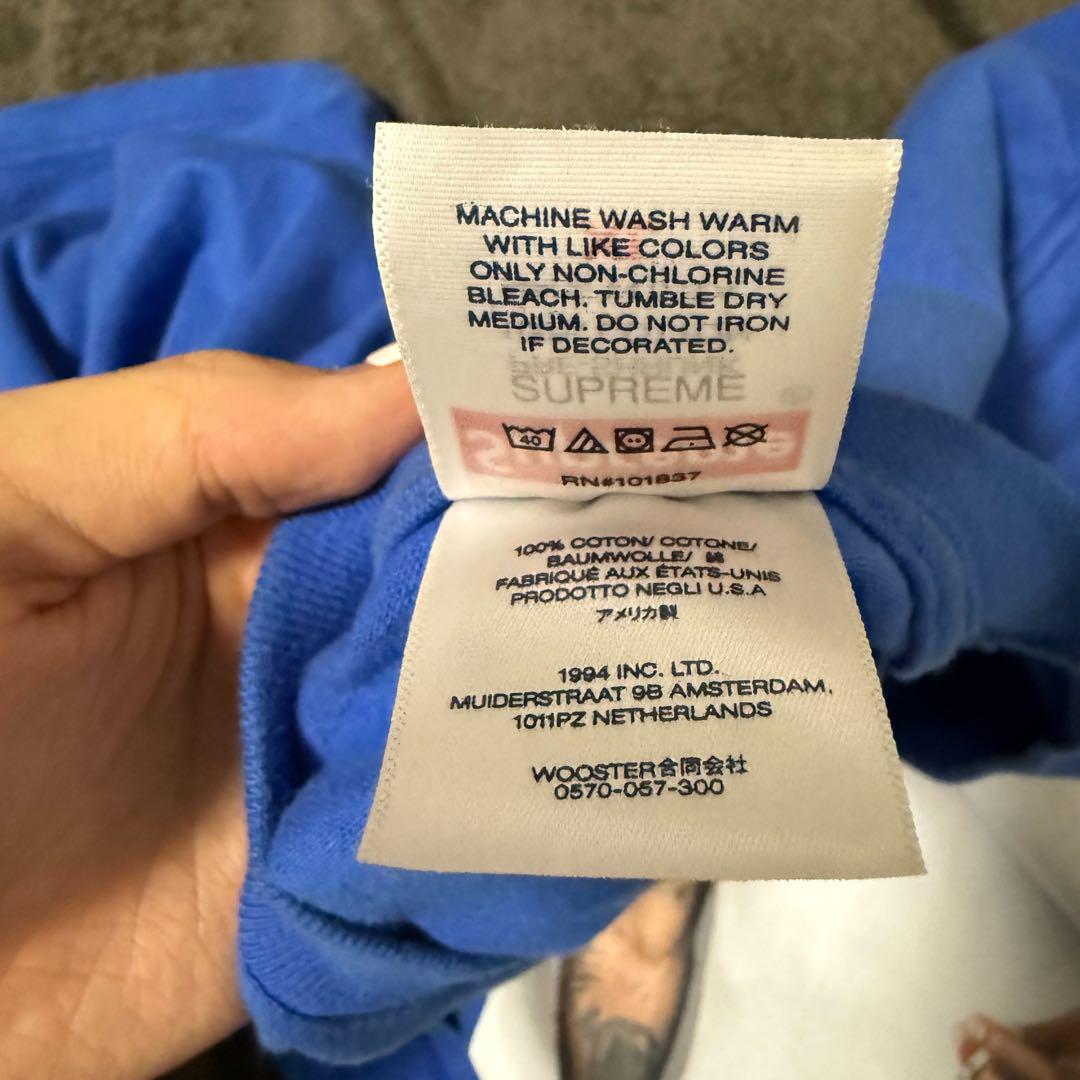 MACHINE WASH WARM
WITH LIKE COLORS
ONLY NON-CHLORINE
BLEACH. TUMBLE DRY
MEDIUM. DO NOT IRON
IF DECORATED.
SUPREME
40
RN#101837
100% COTON/ COTONE/
BAUMWOLLE/ 綿
FABRIQUÉ AUX ÉTATS-UNIS
PRODOTTO NEGLI U.S.A
アメリカ製
1994 INC. LTD.
MUIDERSTRAAT 9B AMSTERDAM,
1011PZ NETHERLANDS
WOOSTER合同会社
0570-057-300